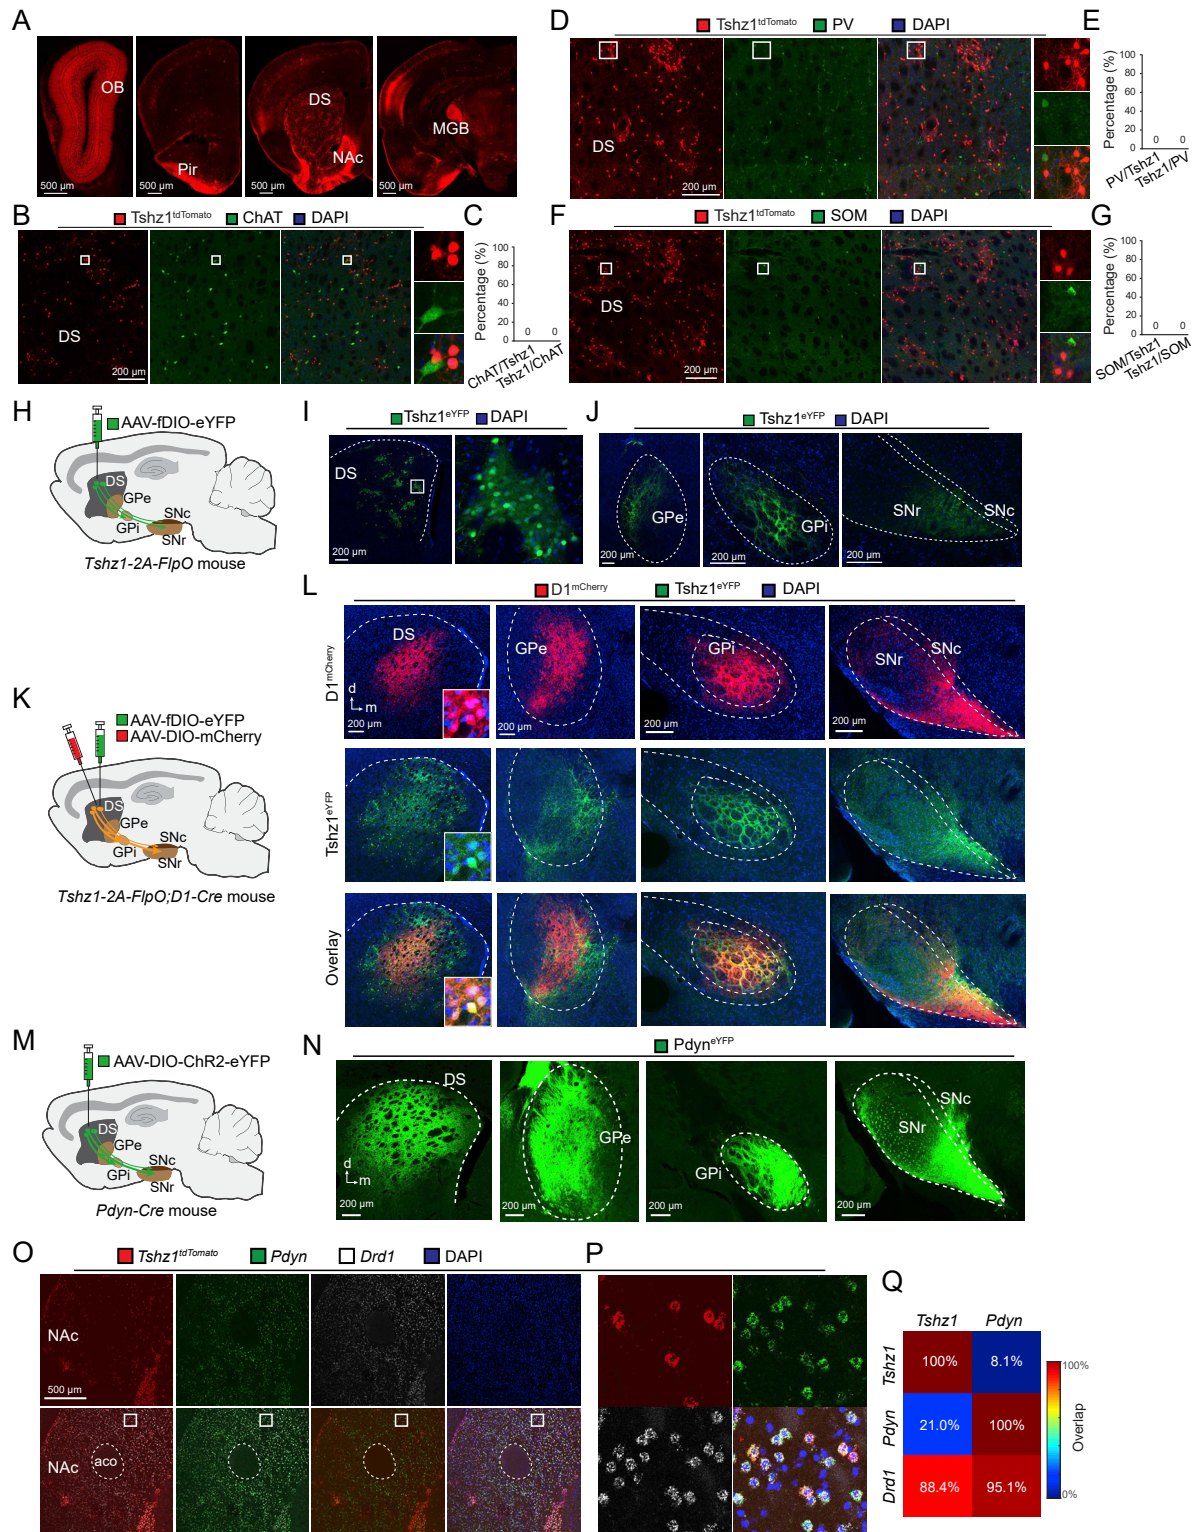 A
OB
500 µm
Pir
500 µm
DS
NAc
500 µm
MGB
500 µm
B
Tshz1tdTomato ChAT DAPI
DS
200 µm
C
Percentage (%)
100
80
60
40
20
0
0 0
ChAT/Tshz1
Tshz1/ChAT
D
Tshz1tdTomato PV DAPI
DS
200 µm
E
Percentage (%)
100
80
60
40
20
0
0 0
PV/Tshz1
Tshz1/PV
F
Tshz1tdTomato SOM DAPI
DS
200 µm
G
Percentage (%)
100
80
60
40
20
0
0 0
SOM/Tshz1
Tshz1/SOM
H
AAV-fDIO-eYFP
DS
GPe
GPi
SNc
SNr
Tshz1-2A-FlpO mouse
I
Tshz1eYFP DAPI
DS
200 µm
J
Tshz1eYFP DAPI
GPe
200 µm
GPi
200 µm
SNr
SNc
200 µm
K
AAV-fDIO-eYFP
AAV-DIO-mCherry
DS
GPe
GPi
SNc
SNr
Tshz1-2A-FlpO;D1-Cre mouse
L
D1mCherry Tshz1eYFP DAPI
D1mCherry
DS
d
m
200 µm
GPe
200 µm
GPi
200 µm
SNr
SNc
200 µm
Tshz1eYFP
Overlay
M
AAV-DIO-ChR2-eYFP
DS
GPe
GPi
SNc
SNr
Pdyn-Cre mouse
N
PdyneYFP
DS
d
m
200 µm
GPe
200 µm
GPi
200 µm
SNr
SNc
200 µm
O
Tshz1tdTomato Pdyn Drd1 DAPI
NAc
500 µm
NAc
aco
P
Q
Tshz1 Pdyn
Tshz1
100% 8.1%
Pdyn
21.0% 100%
Drd1
88.4% 95.1%
100%
Overlap
0%